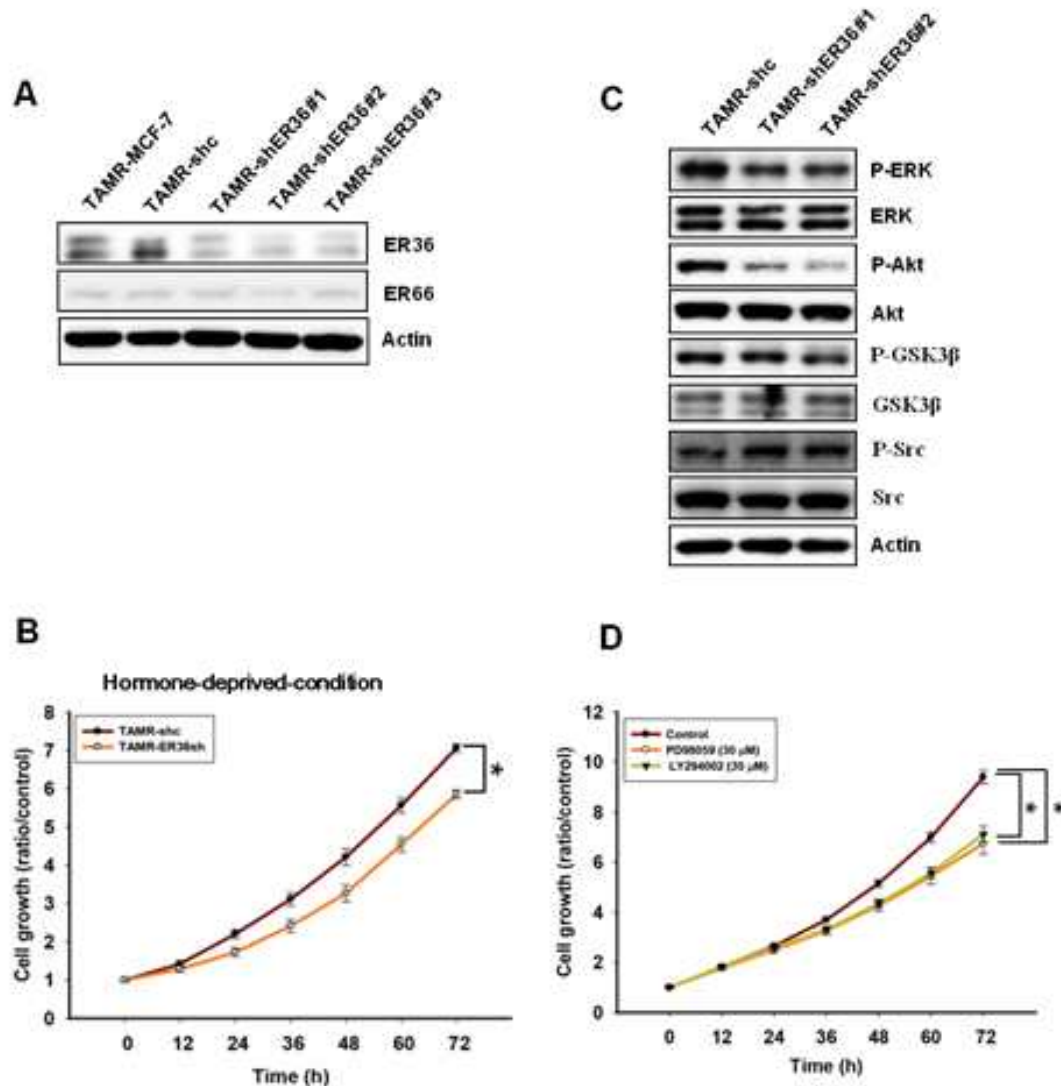 A
TAMR-MCF-7
TAMR-shc
TAMR-shER36#1
TAMR-shER36#2
TAMR-shER36#3
ER36
ER66
Actin
C
TAMR-shc
TAMR-shER36#1
TAMR-shER36#2
P-ERK
ERK
P-Akt
Akt
P-GSK3β
GSK3β
P-Src
Src
Actin
B
Hormone-deprived-condition
8
7
6
5
4
3
2
1
0
TAMR-shc
TAMR-ER36sh
*
Cell growth (ratio/control)
0 12 24 36 48 60 72
Time (h)
D
12
10
8
6
4
2
0
Control
PD98059 (30 μM)
LY294002 (30 μM)
* *
Cell growth (ratio/control)
0 12 24 36 48 60 72
Time (h)